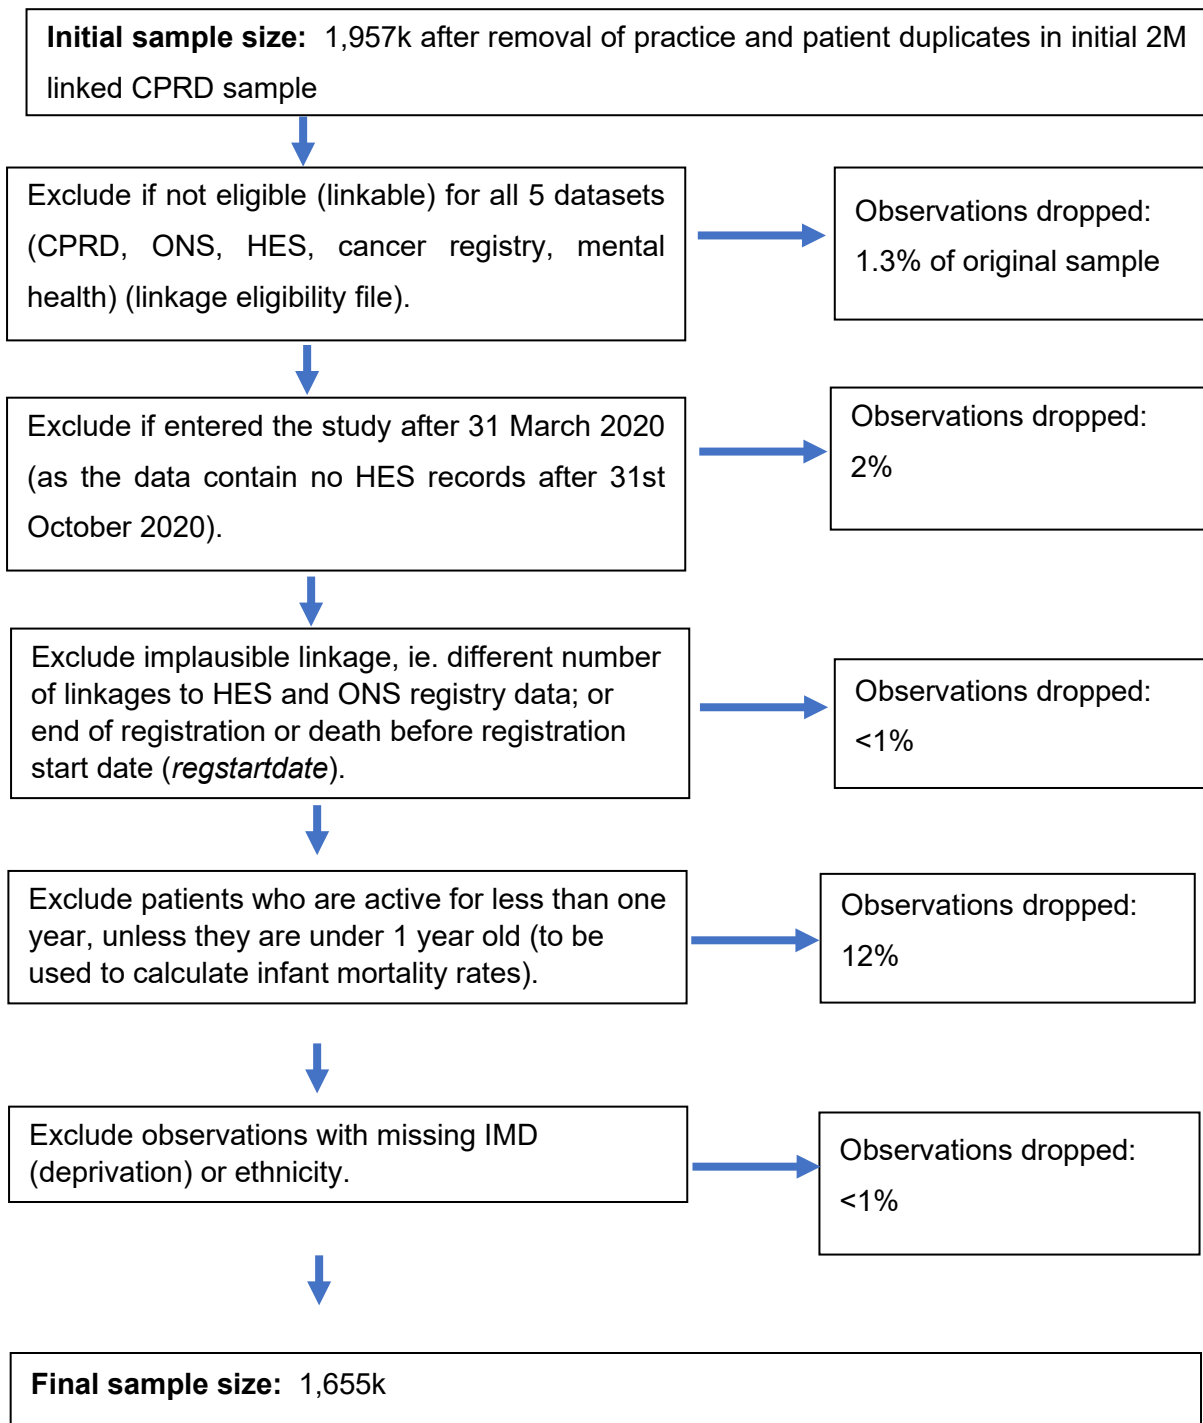 Initial sample size: 1,957k after removal of practice and patient duplicates in initial 2M
linked CPRD sample
Exclude if not eligible (linkable) for all 5 datasets
(CPRD, ONS, HES, cancer registry, mental
health) (linkage eligibility file).
Observations dropped:
1.3% of original sample
Exclude if entered the study after 31 March 2020
(as the data contain no HES records after 31st
October 2020).
Observations dropped:
2%
Exclude implausible linkage, ie. different number
of linkages to HES and ONS registry data; or
end of registration or death before registration
start date (regstartdate).
Observations dropped:
<1%
Exclude patients who are active for less than one
year, unless they are under 1 year old (to be
used to calculate infant mortality rates).
Observations dropped:
12%
Exclude observations with missing IMD
(deprivation) or ethnicity.
Observations dropped:
<1%
Final sample size: 1,655k